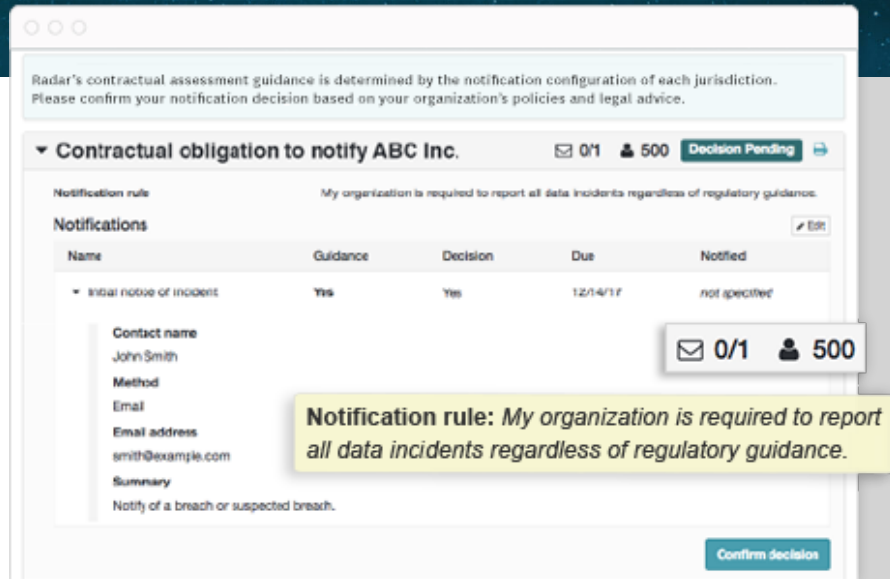 Radar's contractual assessment guidance is determined by the notification configuration of each jurisdiction.
Please confirm your notification decision based on your organization's policies and legal advice.
Contractual obligation to notify ABC Inc. 0/1 500 Decision Pending
Notification rule My organization is required to report all data incidents regardless of regulatory guidance.
Notifications Edit
Name Guidance Decision Due Notified
Initial notice of incident Yes Yes 12/14/17 not specified
Contact name
John Smith
0/1 500
Method
Email
Notification rule: My organization is required to report
all data incidents regardless of regulatory guidance.
Email address
smith@example.com
Summary
Notify of a breach or suspected breach.
Confirm decision